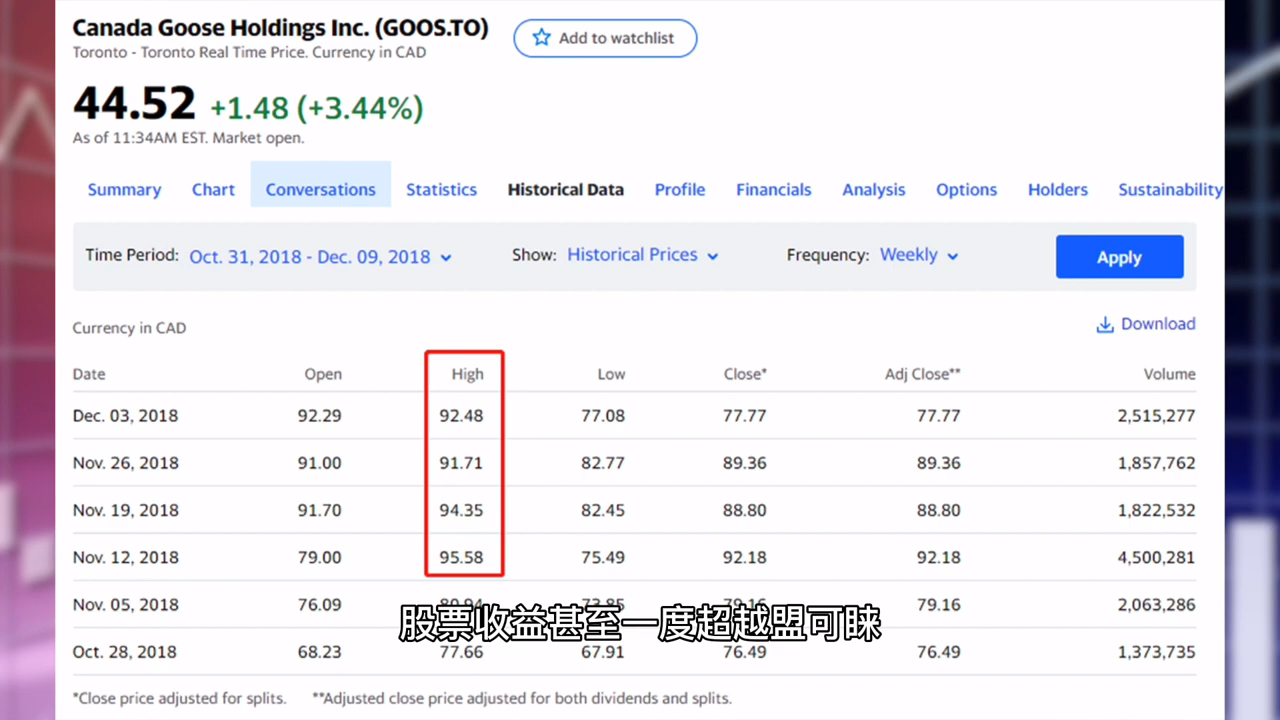 Canada Goose Holdings Inc. (GOOS.TO)
Add to watchlist
Toronto - Toronto Real Time Price. Currency in CAD
44.52 +1.48 (+3.44%)
As of 11:34AM EST. Market open.
Summary Chart Conversations Statistics Historical Data Profile Financials Analysis Options Holders Sustainability
Time Period: Oct. 31, 2018 - Dec. 09, 2018 Show: Historical Prices Frequency: Weekly Apply
Currency in CAD Download
Date Open High Low Close* Adj Close** Volume
Dec. 03, 2018 92.29 92.48 77.08 77.77 77.77 2,515,277
Nov. 26, 2018 91.00 91.71 82.77 89.36 89.36 1,857,762
Nov. 19, 2018 91.70 94.35 82.45 88.80 88.80 1,822,532
Nov. 12, 2018 79.00 95.58 75.49 92.18 92.18 4,500,281
Nov. 05, 2018 76.09 80.94 73.85 79.16 79.16 2,063,286
股票收益甚至一度超越盟可睐
Oct. 28, 2018 68.23 77.66 67.91 76.49 76.49 1,373,735
*Close price adjusted for splits. **Adjusted close price adjusted for both dividends and splits.